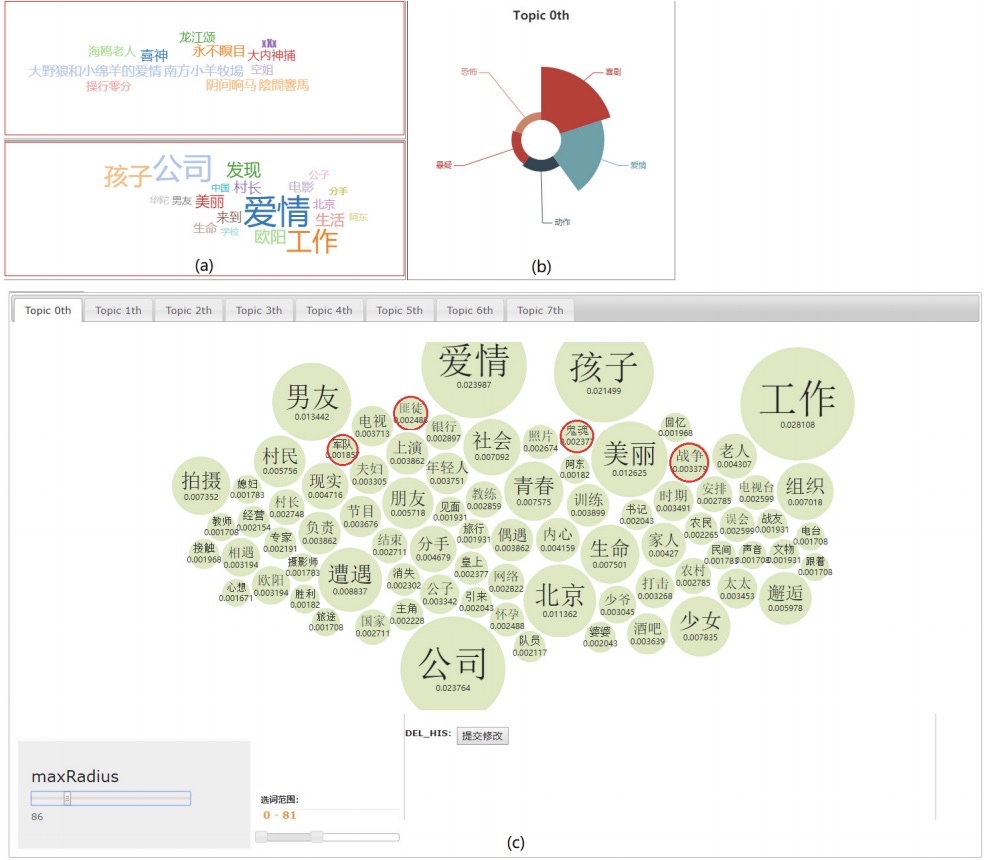 龙江颂
海鸥老人 喜神 永不瞑目 xXx 大内神捕
大野狼和小绵羊的爱情 南方小羊牧場 空姐
操行零分 阴间响马 陰間響馬
孩子 公司 发现 公子
中国 村长 电影 分手
华蛇 男友 美丽 爱情 北京
来到 生活 阿东
生命 学校 欧阳 工作
(a)
Topic 0th
恐怖 喜剧
悬疑 爱情
动作
(b)
Topic 0th Topic 1th Topic 2th Topic 3th Topic 4th Topic 5th Topic 6th Topic 7th
爱情 0.023987
孩子 0.021499
工作 0.028108
男友 0.013442
匪徒 0.002488
电视 0.003713
银行 0.002897
军队 0.001857
上演 0.003862
社会 0.007092
照片 0.002674
鬼魂
回忆 0.001968
美丽 0.012625
战争 0.003379
老人 0.004307
村民 0.005756
夫妇 0.003305
年轻人 0.003751
阿东 0.00182
拍摄 0.007352
媳妇 0.001783
现实 0.004716
朋友 0.005718
教练 0.002859
青春 0.007575
训练 0.003899
时期 0.003491
安排 0.002785
电视台 0.002599
组织 0.007018
村长 0.002748
节目 0.003676
见面 0.001931
书记 0.002043
教师 0.001708
经营 0.002154
负责 0.003862
旅行 0.001931
偶遇 0.003862
内心 0.004159
农民 0.002265
误会 0.002599
战友 0.001931
电台 0.001708
接触 0.001968
相遇 0.003194
专家 0.002191
结束 0.002711
分手 0.004679
生命 0.007501
家人 0.00427
民间 0.001783
声音 0.001708
文物 0.001931
跟着 0.001708
摄影师 0.001783
遭遇 0.008837
消失 0.002302
皇上 0.002377
网络 0.002822
农村 0.002785
心想 0.001671
欧阳 0.003194
胜利 0.00182
公子 0.003342
引来 0.002043
北京 0.011362
打击 0.003268
太太 0.003453
邂逅 0.005978
少爷 0.003045
旅途 0.001708
国家 0.002711
主角 0.002228
怀孕 0.002488
婆婆 0.002043
酒吧 0.003639
少女 0.007835
队员 0.002117
公司 0.023764
DEL_HIS: 提交修改
maxRadius
86
选词范围:
0 - 81
(c)